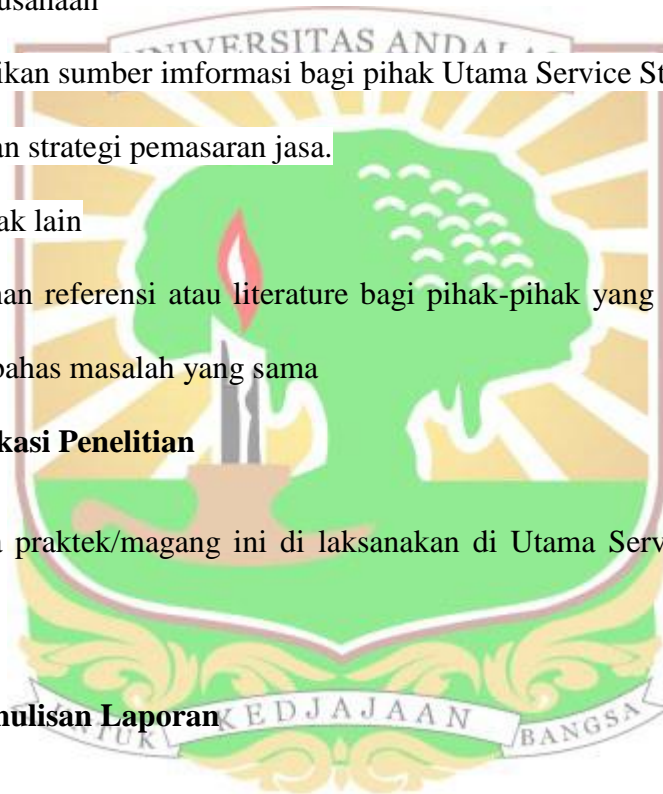 usahaan
UNIVERSITAS ANDALAS
ikan sumber imformasi bagi pihak Utama Service St
an strategi pemasaran jasa.
ak lain
an referensi atau literature bagi pihak-pihak yang
bahas masalah yang sama
kasi Penelitian
a praktek/magang ini di laksanakan di Utama Serv
nulisan Laporan
UNTUK KEDJAJAAN BANGSA